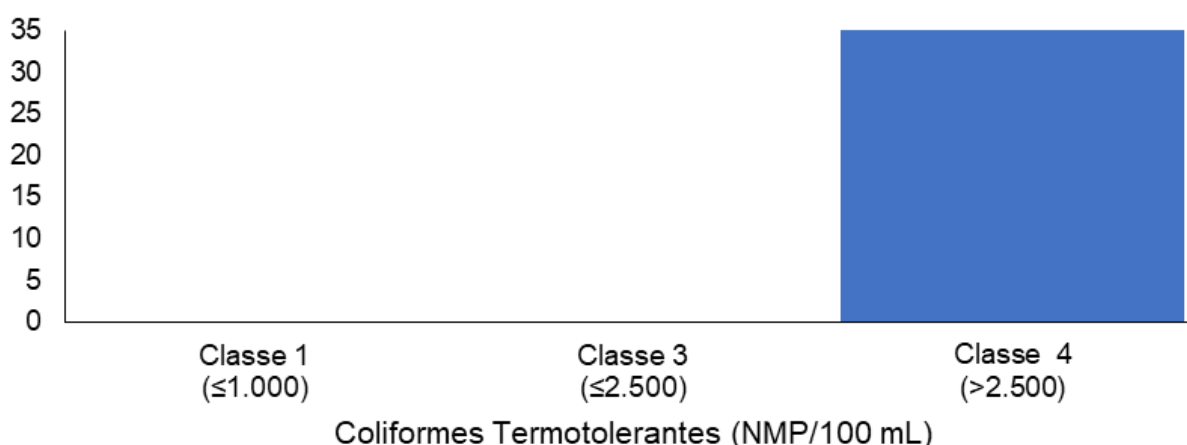 35
30
25
20
15
10
5
0
Classe 1
(≤1.000)
Classe 3
(≤2.500)
Classe 4
(>2.500)
Coliformes Termotolerantes (NMP/100 mL)